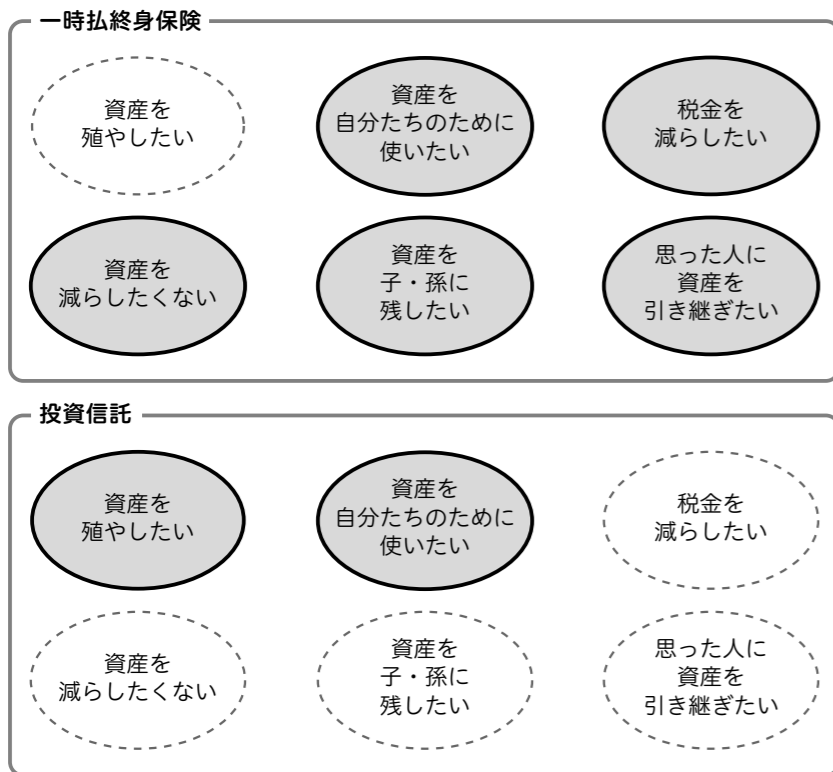 一時払終身保険
資産を
殖やしたい
資産を
自分たちのために
使いたい
税金を
減らしたい
資産を
減らしたくない
資産を
子・孫に
残したい
思った人に
資産を
引き継ぎたい
投資信託
資産を
殖やしたい
資産を
自分たちのために
使いたい
税金を
減らしたい
資産を
減らしたくない
資産を
子・孫に
残したい
思った人に
資産を
引き継ぎたい